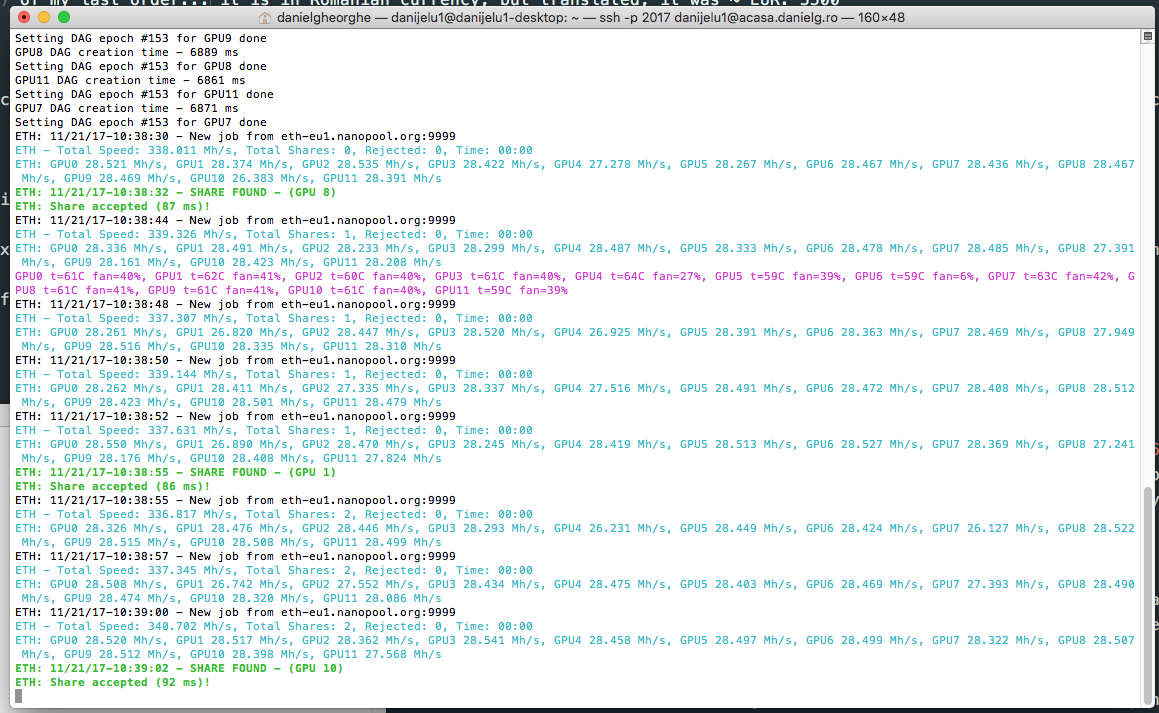 of my last order... it is in Romanian currency, but translated, it was ~ EUR: 5500
danielgheorghe — danijelu1@danijelu1-desktop: ~ — ssh -p 2017 danijelu1@acasa.danielg.ro — 160×48
Setting DAG epoch #153 for GPU9 done
GPU8 DAG creation time - 6889 ms
Setting DAG epoch #153 for GPU8 done
GPU11 DAG creation time - 6861 ms
Setting DAG epoch #153 for GPU11 done
GPU7 DAG creation time - 6871 ms
Setting DAG epoch #153 for GPU7 done
ETH: 11/21/17-10:38:30 - New job from eth-eu1.nanopool.org:9999
ETH - Total Speed: 338.011 Mh/s, Total Shares: 0, Rejected: 0, Time: 00:00
ETH: GPU0 28.521 Mh/s, GPU1 28.374 Mh/s, GPU2 28.535 Mh/s, GPU3 28.422 Mh/s, GPU4 27.278 Mh/s, GPU5 28.267 Mh/s, GPU6 28.467 Mh/s, GPU7 28.436 Mh/s, GPU8 28.467
Mh/s, GPU9 28.469 Mh/s, GPU10 26.383 Mh/s, GPU11 28.391 Mh/s
ETH: 11/21/17-10:38:32 - SHARE FOUND - (GPU 8)
ETH: Share accepted (87 ms)!
ETH: 11/21/17-10:38:44 - New job from eth-eu1.nanopool.org:9999
ETH - Total Speed: 339.326 Mh/s, Total Shares: 1, Rejected: 0, Time: 00:00
ETH: GPU0 28.336 Mh/s, GPU1 28.491 Mh/s, GPU2 28.233 Mh/s, GPU3 28.299 Mh/s, GPU4 28.487 Mh/s, GPU5 28.333 Mh/s, GPU6 28.478 Mh/s, GPU7 28.485 Mh/s, GPU8 27.391
Mh/s, GPU9 28.161 Mh/s, GPU10 28.423 Mh/s, GPU11 28.208 Mh/s
GPU0 t=61C fan=40%, GPU1 t=62C fan=41%, GPU2 t=60C fan=40%, GPU3 t=61C fan=40%, GPU4 t=64C fan=27%, GPU5 t=59C fan=39%, GPU6 t=59C fan=6%, GPU7 t=63C fan=42%, G
PU8 t=61C fan=41%, GPU9 t=61C fan=41%, GPU10 t=61C fan=40%, GPU11 t=59C fan=39%
ETH: 11/21/17-10:38:48 - New job from eth-eu1.nanopool.org:9999
ETH - Total Speed: 337.307 Mh/s, Total Shares: 1, Rejected: 0, Time: 00:00
ETH: GPU0 28.261 Mh/s, GPU1 26.820 Mh/s, GPU2 28.447 Mh/s, GPU3 28.520 Mh/s, GPU4 26.925 Mh/s, GPU5 28.391 Mh/s, GPU6 28.363 Mh/s, GPU7 28.469 Mh/s, GPU8 27.949
Mh/s, GPU9 28.516 Mh/s, GPU10 28.335 Mh/s, GPU11 28.310 Mh/s
ETH: 11/21/17-10:38:50 - New job from eth-eu1.nanopool.org:9999
ETH - Total Speed: 339.144 Mh/s, Total Shares: 1, Rejected: 0, Time: 00:00
ETH: GPU0 28.262 Mh/s, GPU1 28.411 Mh/s, GPU2 27.335 Mh/s, GPU3 28.337 Mh/s, GPU4 27.516 Mh/s, GPU5 28.491 Mh/s, GPU6 28.472 Mh/s, GPU7 28.408 Mh/s, GPU8 28.512
Mh/s, GPU9 28.423 Mh/s, GPU10 28.501 Mh/s, GPU11 28.479 Mh/s
ETH: 11/21/17-10:38:52 - New job from eth-eu1.nanopool.org:9999
ETH - Total Speed: 337.631 Mh/s, Total Shares: 1, Rejected: 0, Time: 00:00
ETH: GPU0 28.550 Mh/s, GPU1 26.890 Mh/s, GPU2 28.470 Mh/s, GPU3 28.245 Mh/s, GPU4 28.419 Mh/s, GPU5 28.513 Mh/s, GPU6 28.527 Mh/s, GPU7 28.369 Mh/s, GPU8 27.241
Mh/s, GPU9 28.176 Mh/s, GPU10 28.408 Mh/s, GPU11 27.824 Mh/s
ETH: 11/21/17-10:38:55 - SHARE FOUND - (GPU 1)
ETH: Share accepted (86 ms)!
ETH: 11/21/17-10:38:55 - New job from eth-eu1.nanopool.org:9999
ETH - Total Speed: 336.817 Mh/s, Total Shares: 2, Rejected: 0, Time: 00:00
ETH: GPU0 28.326 Mh/s, GPU1 28.476 Mh/s, GPU2 28.446 Mh/s, GPU3 28.293 Mh/s, GPU4 26.231 Mh/s, GPU5 28.449 Mh/s, GPU6 28.424 Mh/s, GPU7 26.127 Mh/s, GPU8 28.522
Mh/s, GPU9 28.515 Mh/s, GPU10 28.508 Mh/s, GPU11 28.499 Mh/s
ETH: 11/21/17-10:38:57 - New job from eth-eu1.nanopool.org:9999
ETH - Total Speed: 337.345 Mh/s, Total Shares: 2, Rejected: 0, Time: 00:00
ETH: GPU0 28.508 Mh/s, GPU1 26.742 Mh/s, GPU2 27.552 Mh/s, GPU3 28.434 Mh/s, GPU4 28.475 Mh/s, GPU5 28.403 Mh/s, GPU6 28.469 Mh/s, GPU7 27.393 Mh/s, GPU8 28.490
Mh/s, GPU9 28.474 Mh/s, GPU10 28.320 Mh/s, GPU11 28.086 Mh/s
ETH: 11/21/17-10:39:00 - New job from eth-eu1.nanopool.org:9999
ETH - Total Speed: 340.702 Mh/s, Total Shares: 2, Rejected: 0, Time: 00:00
ETH: GPU0 28.520 Mh/s, GPU1 28.517 Mh/s, GPU2 28.362 Mh/s, GPU3 28.541 Mh/s, GPU4 28.458 Mh/s, GPU5 28.497 Mh/s, GPU6 28.499 Mh/s, GPU7 28.322 Mh/s, GPU8 28.507
Mh/s, GPU9 28.512 Mh/s, GPU10 28.398 Mh/s, GPU11 27.568 Mh/s
ETH: 11/21/17-10:39:02 - SHARE FOUND - (GPU 10)
ETH: Share accepted (92 ms)!